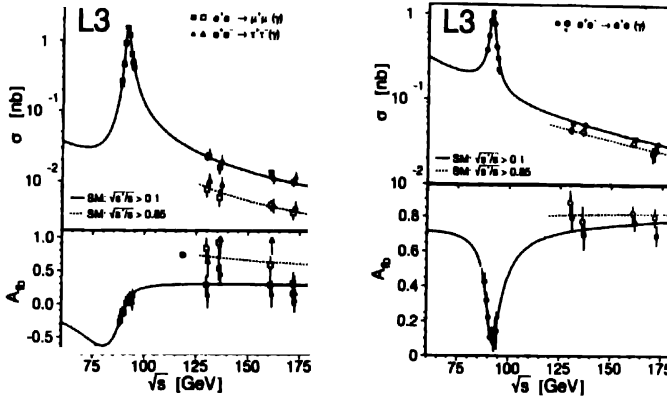 L3
■ □ e⁺e⁻ → μ⁺μ⁻(γ)
▲ △ e⁺e⁻ → τ⁺τ⁻(γ)
1
10⁻¹
10⁻²
σ [nb]
SM: √s'/s > 0.1
SM: √s'/s > 0.85
1.0
0.5
0.0
-0.5
A_fb
75 100 125 150 175
√s [GeV]
L3
e⁺e⁻ → e⁺e⁻(γ)
1
10⁻¹
10
σ [nb]
SM: √s'/s > 0.1
SM: √s'/s > 0.85
0.8
0.6
0.4
0.2
0
A_fb
75 100 125 150 175
√s [GeV]